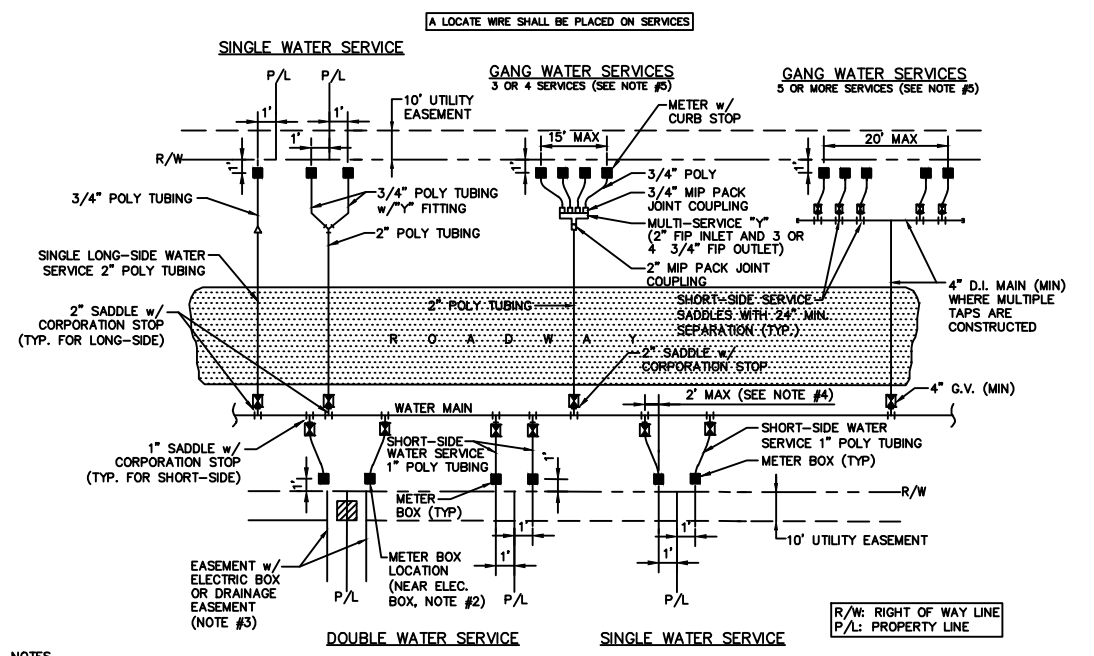 A LOCATE WIRE SHALL BE PLACED ON SERVICES
SINGLE WATER SERVICE
P/L
P/L
1'
1'
1'
10' UTILITY
EASEMENT
R/W
1'
3/4" POLY TUBING
3/4" POLY TUBING
w/"Y" FITTING
2" POLY TUBING
SINGLE LONG-SIDE WATER
SERVICE 2" POLY TUBING
2" SADDLE w/
CORPORATION STOP
(TYP. FOR LONG-SIDE)
GANG WATER SERVICES
3 OR 4 SERVICES (SEE NOTE #5)
METER w/
CURB STOP
15' MAX
1'
3/4" POLY
3/4" MIP PACK
JOINT COUPLING
MULTI-SERVICE "Y"
(2" FIP INLET AND 3 OR
4 3/4" FIP OUTLET)
2" MIP PACK JOINT
COUPLING
2" POLY TUBING
GANG WATER SERVICES
5 OR MORE SERVICES (SEE NOTE #5)
20' MAX
1'
SHORT-SIDE SERVICE
SADDLES WITH 24" MIN.
SEPARATION (TYP.)
4" D.I. MAIN (MIN)
WHERE MULTIPLE
TAPS ARE
CONSTRUCTED
R O A D W A Y
2" SADDLE w/
CORPORATION STOP
2' MAX (SEE NOTE #4)
4" G.V. (MIN)
WATER MAIN
1" SADDLE w/
CORPORATION STOP
(TYP. FOR SHORT-SIDE)
SHORT-SIDE
WATER SERVICE
1" POLY TUBING
SHORT-SIDE WATER
SERVICE 1" POLY TUBING
METER BOX (TYP)
1'
1'
METER
BOX (TYP)
R/W
1'
1'
1'
1'
10' UTILITY EASEMENT
EASEMENT w/
ELECTRIC BOX
OR DRAINAGE
EASEMENT
(NOTE #3)
P/L
METER BOX
LOCATION
(NEAR ELEC.
BOX, NOTE #2)
P/L
P/L
R/W: RIGHT OF WAY LINE
P/L: PROPERTY LINE
DOUBLE WATER SERVICE
SINGLE WATER SERVICE
NOTES